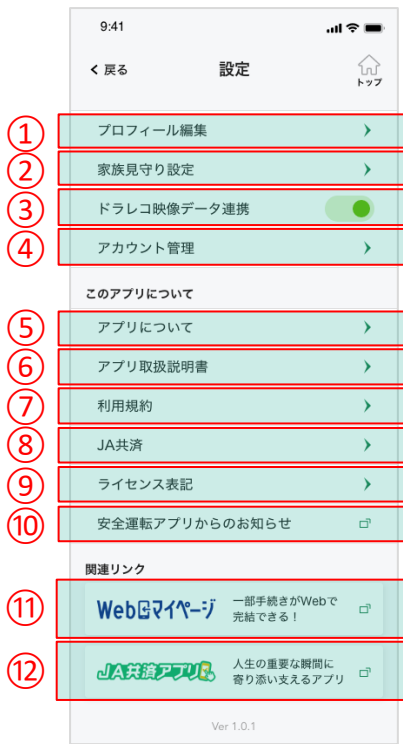 9:41
戻る
設定
トップ
① プロフィール編集
② 家族見守り設定
③ ドラレコ映像データ連携
④ アカウント管理
このアプリについて
⑤ アプリについて
⑥ アプリ取扱説明書
⑦ 利用規約
⑧ JA共済
⑨ ライセンス表記
⑩ 安全運転アプリからのお知らせ
関連リンク
⑪ Webマイページ
一部手続きがWebで
完結できる！
⑫ JA共済アプリ
人生の重要な瞬間に
寄り添い支えるアプリ
Ver 1.0.1